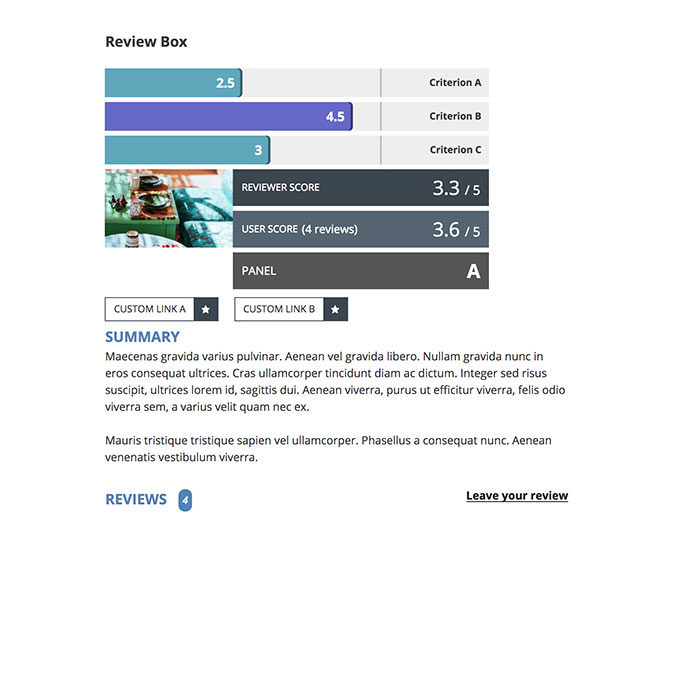 Review Box
2.5 Criterion A
4.5 Criterion B
3 Criterion C
REVIEWER SCORE 3.3 / 5
USER SCORE (4 reviews) 3.6 / 5
PANEL A
CUSTOM LINK A CUSTOM LINK B
SUMMARY
Maecenas gravida varius pulvinar. Aenean vel gravida libero. Nullam gravida nunc in
eros consequat ultrices. Cras ullamcorper tincidunt diam ac dictum. Integer sed risus
suscipit, ultrices lorem id, sagittis dui. Aenean viverra, purus ut efficitur viverra, felis odio
viverra sem, a varius velit quam nec ex.
Mauris tristique tristique sapien vel ullamcorper. Phasellus a consequat nunc. Aenean
venenatis vestibulum viverra.
REVIEWS 4 Leave your review